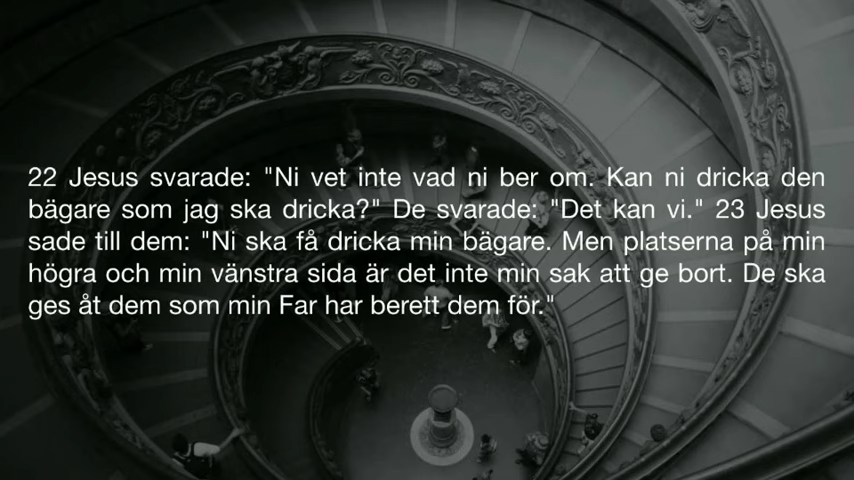 22 Jesus svarade: "Ni vet inte vad ni ber om. Kan ni dricka den
bägare som jag ska dricka?" De svarade: "Det kan vi." 23 Jesus
sade till dem: "Ni ska få dricka min bägare. Men platserna på min
högra och min vänstra sida är det inte min sak att ge bort. De ska
ges åt dem som min Far har berett dem för."